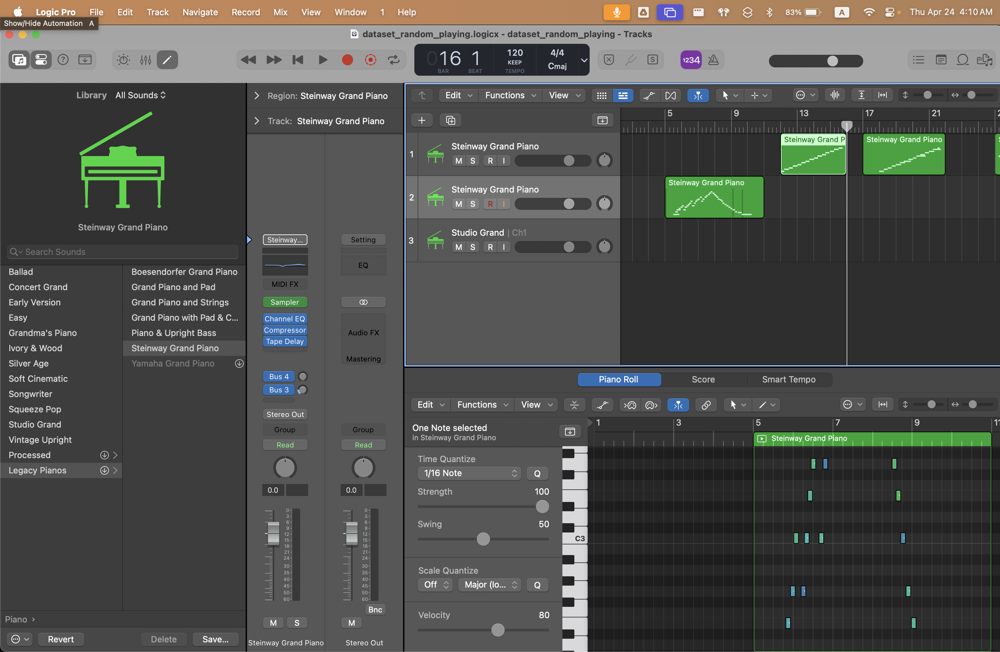 Logic Pro File Edit Track Navigate Record Mix View Window 1 Help 83% A Thu Apr 24 4:10 AM
Show/Hide Automation A
dataset_random_playing.logicx - dataset_random_playing - Tracks
016 1 120 KEEP 4/4 Cmaj
BAR BEAT TEMPO
S 1234
Library All Sounds
Steinway Grand Piano
Search Sounds
Ballad
Concert Grand
Early Version
Easy
Grandma's Piano
Ivory & Wood
Silver Age
Soft Cinematic
Songwriter
Squeeze Pop
Studio Grand
Vintage Upright
Processed
Legacy Pianos
Boesendorfer Grand Piano
Grand Piano and Pad
Grand Piano and Strings
Grand Piano with Pad & C...
Piano & Upright Bass
Steinway Grand Piano
Yamaha Grand Piano
Piano ›
Revert Delete Save...
Region: Steinway Grand Piano
Track: Steinway Grand Piano
Steinway... Setting
EQ
MIDI FX
Sampler
Channel EQ
Compressor
Tape Delay
Audio FX
Mastering
Bus 4
Bus 3
Stereo Out
Group Group
Read Read
0.0 0.0
0 0
3 3
6 6
9 9
12 12
15 15
18 18
21 21
24 24
30 30
35 35
40 40
45 45
50 50
60 60
Bnc
M S M
Steinway Grand Piano Stereo Out
Edit Functions View
5 9 13 17 21
1 Steinway Grand Piano
M S R I
Steinway Grand P
Steinway Grand Piano
2 Steinway Grand Piano
M S R I
Steinway Grand Piano
3 Studio Grand | Ch1
M S R I
Piano Roll Score Smart Tempo
Edit Functions View
1 3 5 7 9 11
One Note selected
in Steinway Grand Piano
Steinway Grand Piano
Time Quantize
1/16 Note Q
Strength 100
Swing 50
C3
Scale Quantize
Off Major (lo... Q
Velocity 80